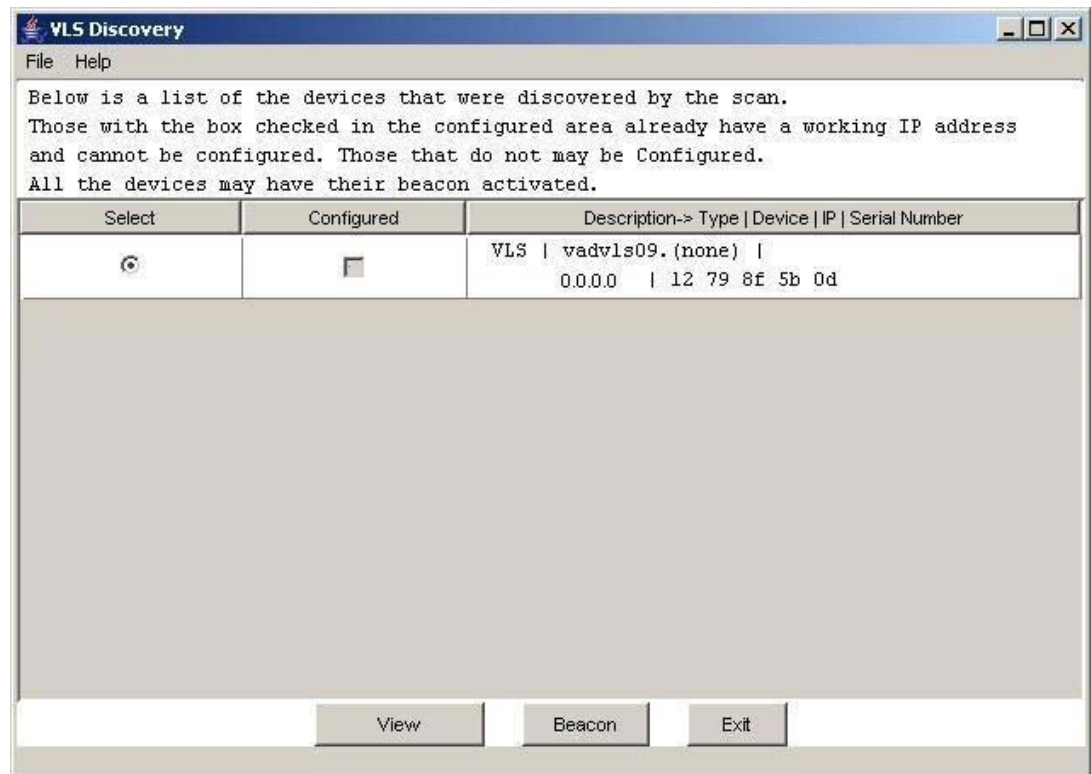 VLS Discovery
File Help
Below is a list of the devices that were discovered by the scan.
Those with the box checked in the configured area already have a working IP address
and cannot be configured. Those that do not may be Configured.
All the devices may have their beacon activated.
Select Configured Description-> Type | Device | IP | Serial Number
VLS | vadvls09.(none) |
0.0.0.0 | 12 79 8f 5b 0d
View Beacon Exit